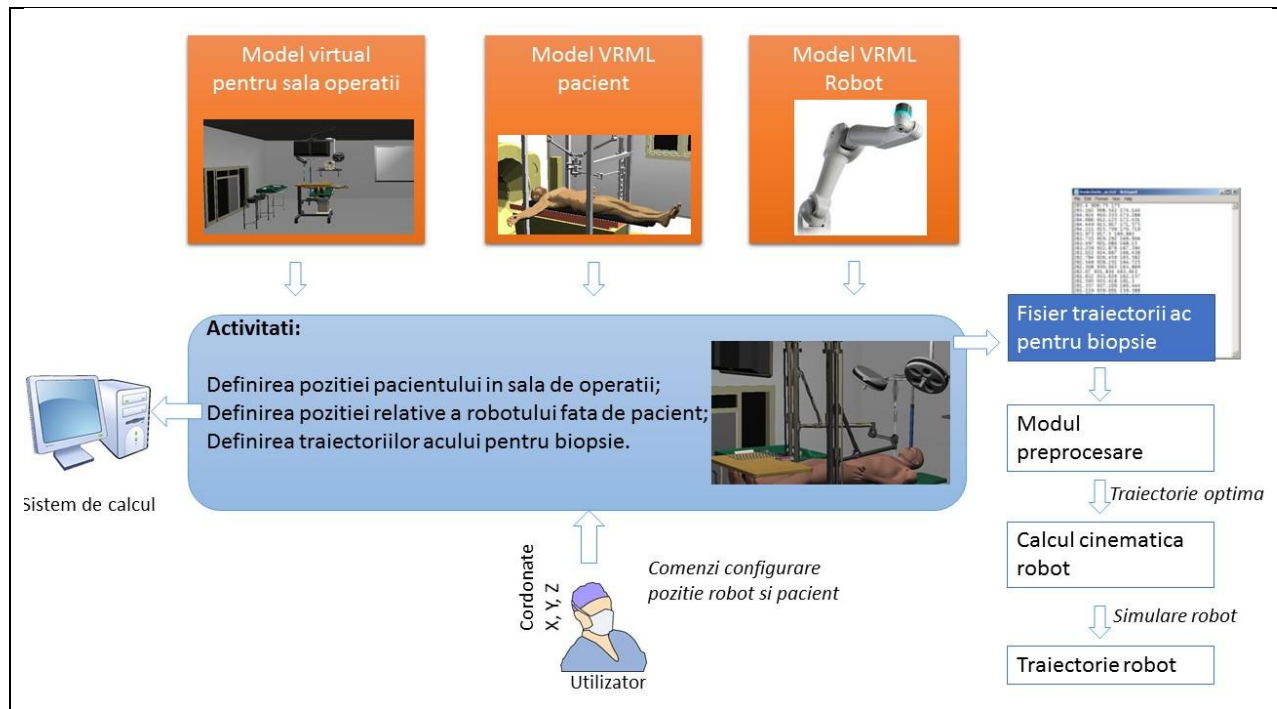 Model virtual
pentru sala operatii
Model VRML
pacient
Model VRML
Robot
Activitati:
Definirea pozitiei pacientului in sala de operatii;
Definirea pozitiei relative a robotului fata de pacient;
Definirea traiectoriilor acului pentru biopsie.
Sistem de calcul
Cordonate
X, Y, Z
Comenzi configurare
pozitie robot si pacient
Utilizator
Fisier traiectorii ac
pentru biopsie
Modul
preprocesare
Traiectorie optima
Calcul cinematica
robot
Simulare robot
Traiectorie robot